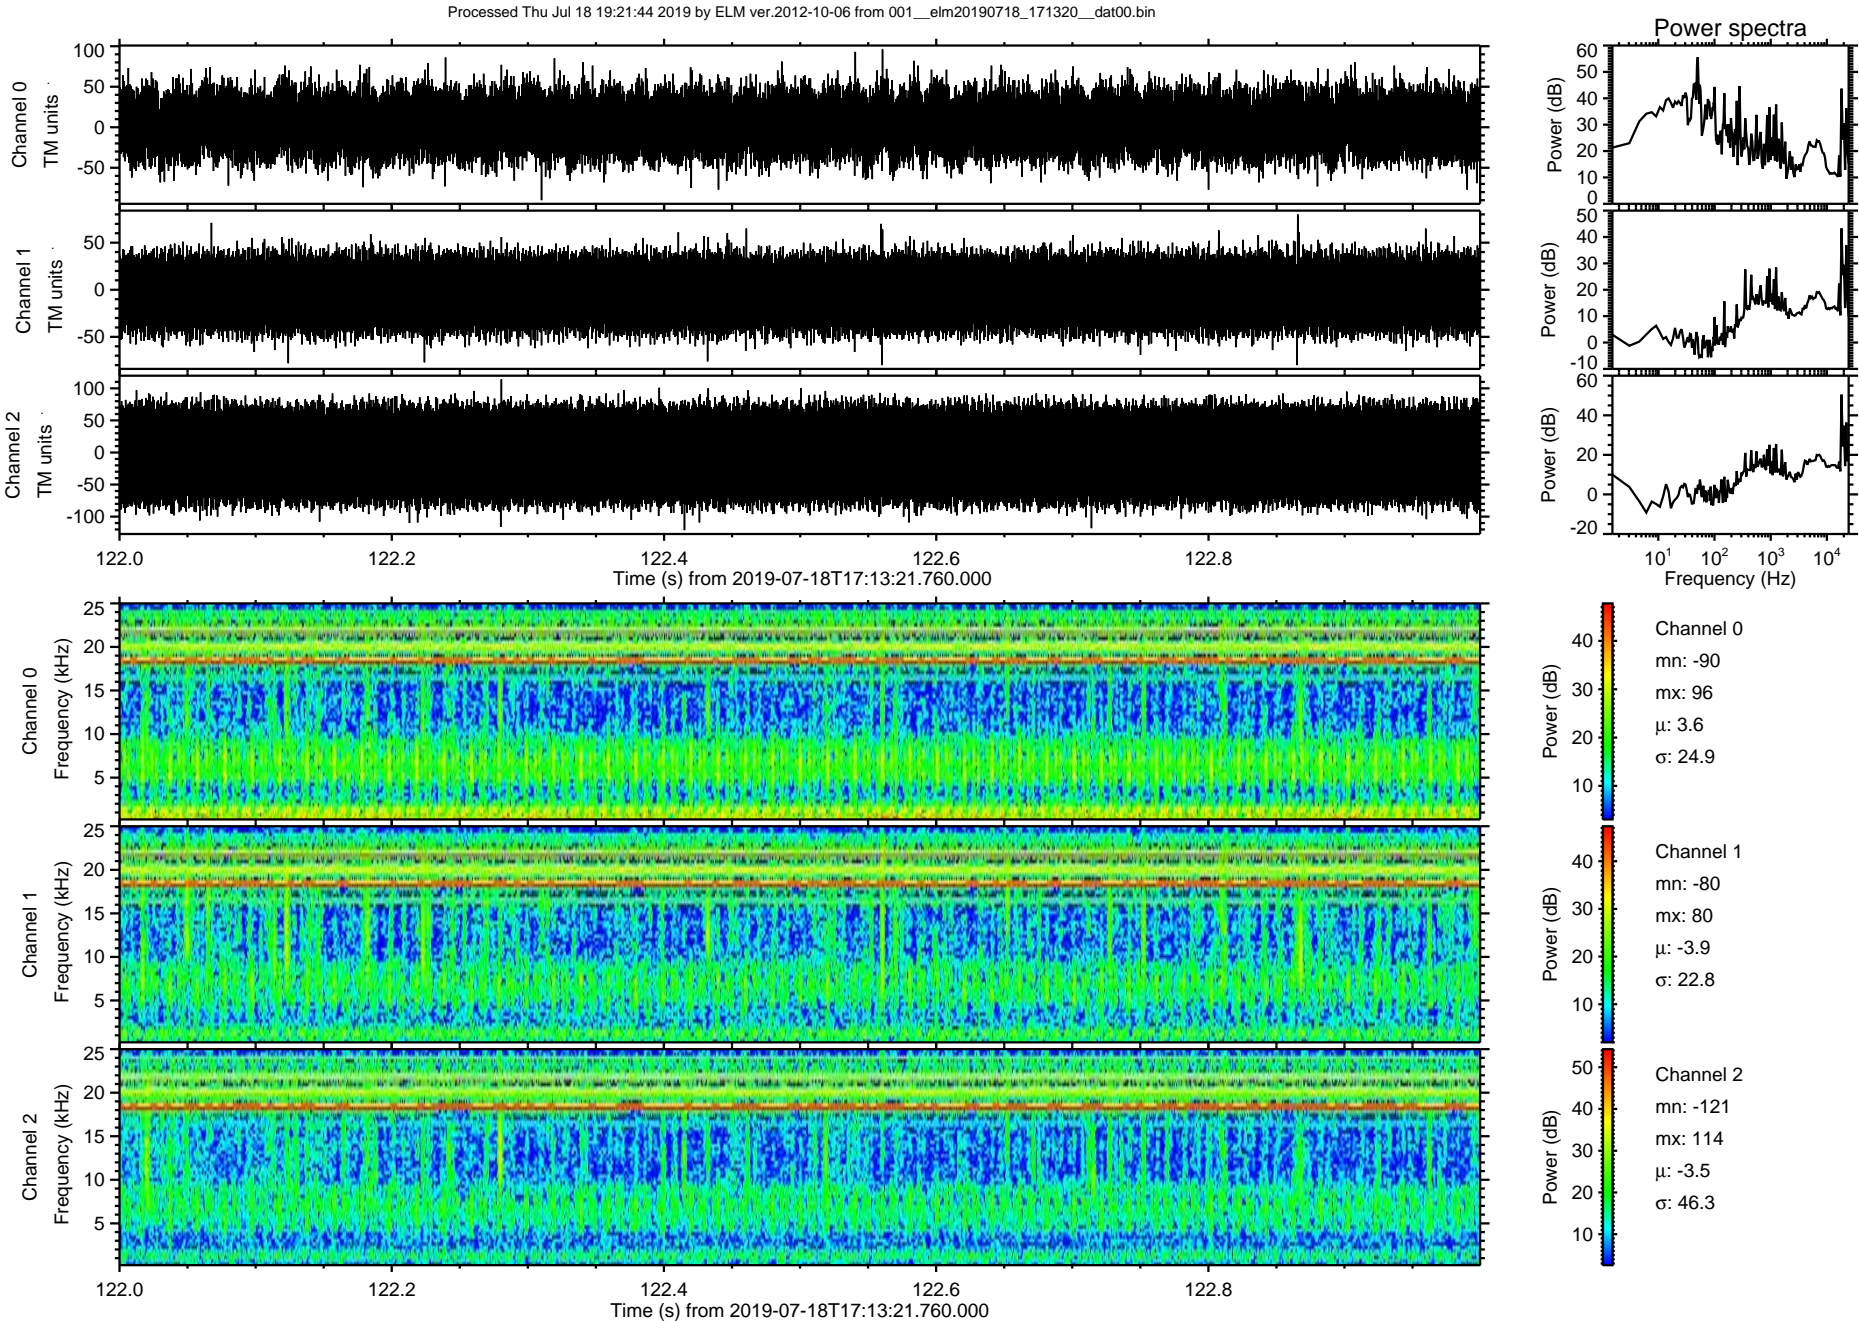 Processed Thu Jul 18 19:21:44 2019 by ELM ver.2012-10-06 from 001__elm20190718_171320__dat00.bin
Power spectra
Channel 0
TM units
100
50
0
-50
Power (dB)
60
50
40
30
20
10
0
Channel 1
TM units
50
0
-50
Power (dB)
50
40
30
20
10
0
-10
Channel 2
TM units
100
50
0
-50
-100
Power (dB)
60
40
20
0
-20
122.0 122.2 122.4 122.6 122.8
Time (s) from 2019-07-18T17:13:21.760.000
10^1 10^2 10^3 10^4
Frequency (Hz)
Channel 0
Frequency (kHz)
25
20
15
10
5
Power (dB)
40
30
20
10
Channel 0
mn: -90
mx: 96
µ: 3.6
σ: 24.9
Channel 1
Frequency (kHz)
25
20
15
10
5
Power (dB)
40
30
20
10
Channel 1
mn: -80
mx: 80
µ: -3.9
σ: 22.8
Channel 2
Frequency (kHz)
25
20
15
10
5
Power (dB)
50
40
30
20
10
Channel 2
mn: -121
mx: 114
µ: -3.5
σ: 46.3
122.0 122.2 122.4 122.6 122.8
Time (s) from 2019-07-18T17:13:21.760.000